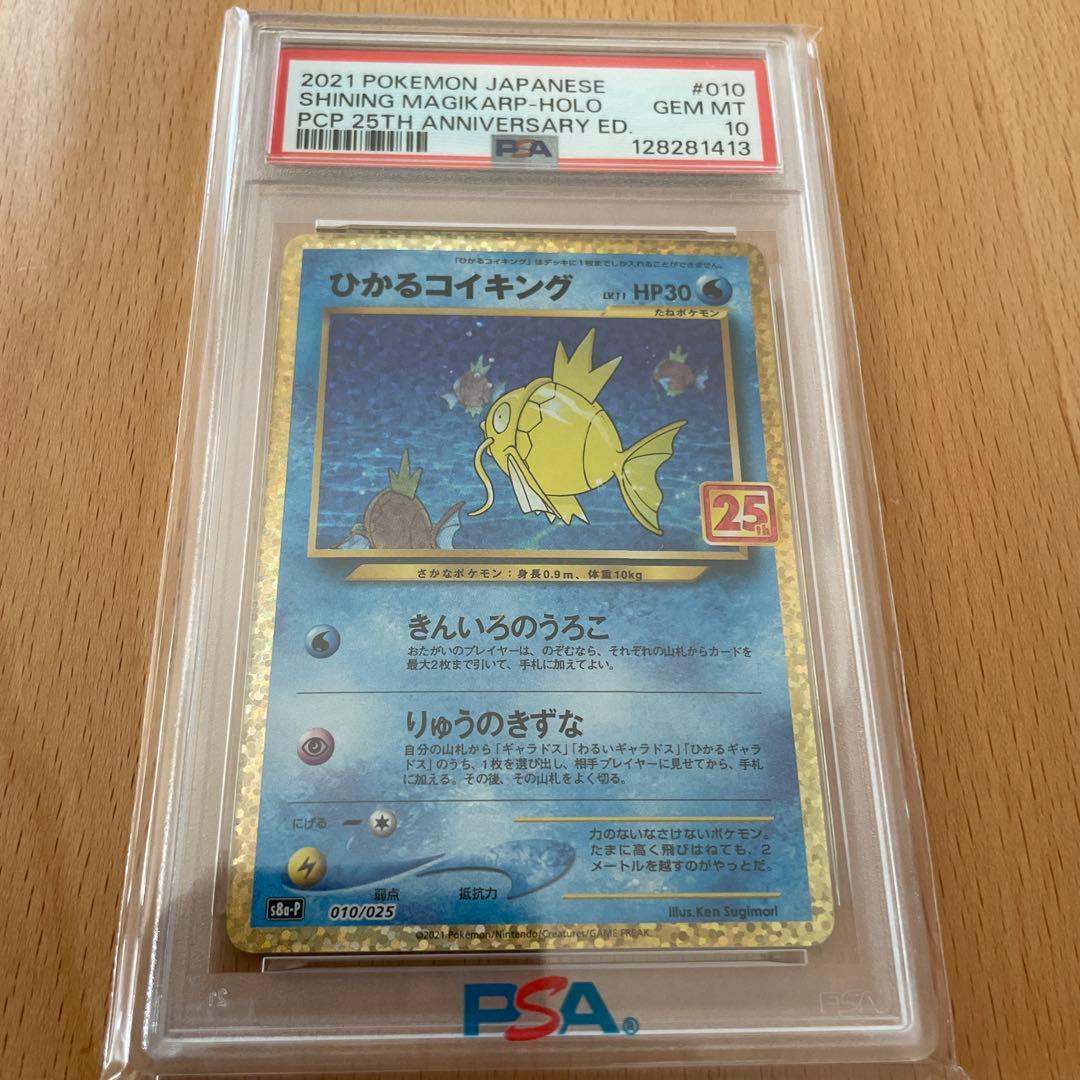 2021 POKEMON JAPANESE #010
SHINING MAGIKARP-HOLO GEM MT
PCP 25TH ANNIVERSARY ED. 10
PSA 128281413
「ひかるコイキング」はデッキに1枚までしか入れることができません。
ひかるコイキング LV.11 HP30
たねポケモン
25th
さかなポケモン:身長0.9m、体重10kg
きんいろのうろこ
おたがいのプレイヤーは、のぞむなら、それぞれの山札からカードを
最大2枚まで引いて、手札に加えてよい。
りゅうのきずな
自分の山札から「ギャラドス」「わるいギャラドス」「ひかるギャラ
ドス」のうち、1枚を選び出し、相手プレイヤーに見せてから、手札
に加える。その後、その山札をよく切る。
にげる
力のないなさけないポケモン。
たまに高く飛びはねても、2
メートルを越すのがやっとだ。
弱点 抵抗力
s8a-P 010/025 Illus.Ken Sugimori
©2021 Pokémon/Nintendo/Creatures/GAME FREAK.
PSA®
PSA